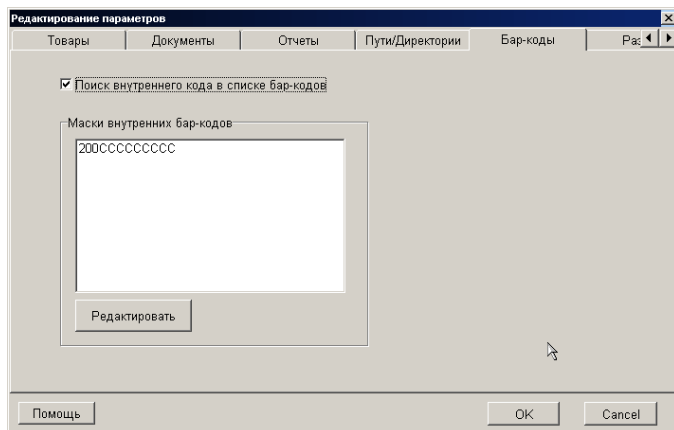 Редактирование параметров
Товары Документы Отчеты Пути/Директории Бар-коды Раз
Поиск внутреннего кода в списке бар-кодов
Маски внутренних бар-кодов
200CCCCCCCCC
Редактировать
Помощь OK Cancel